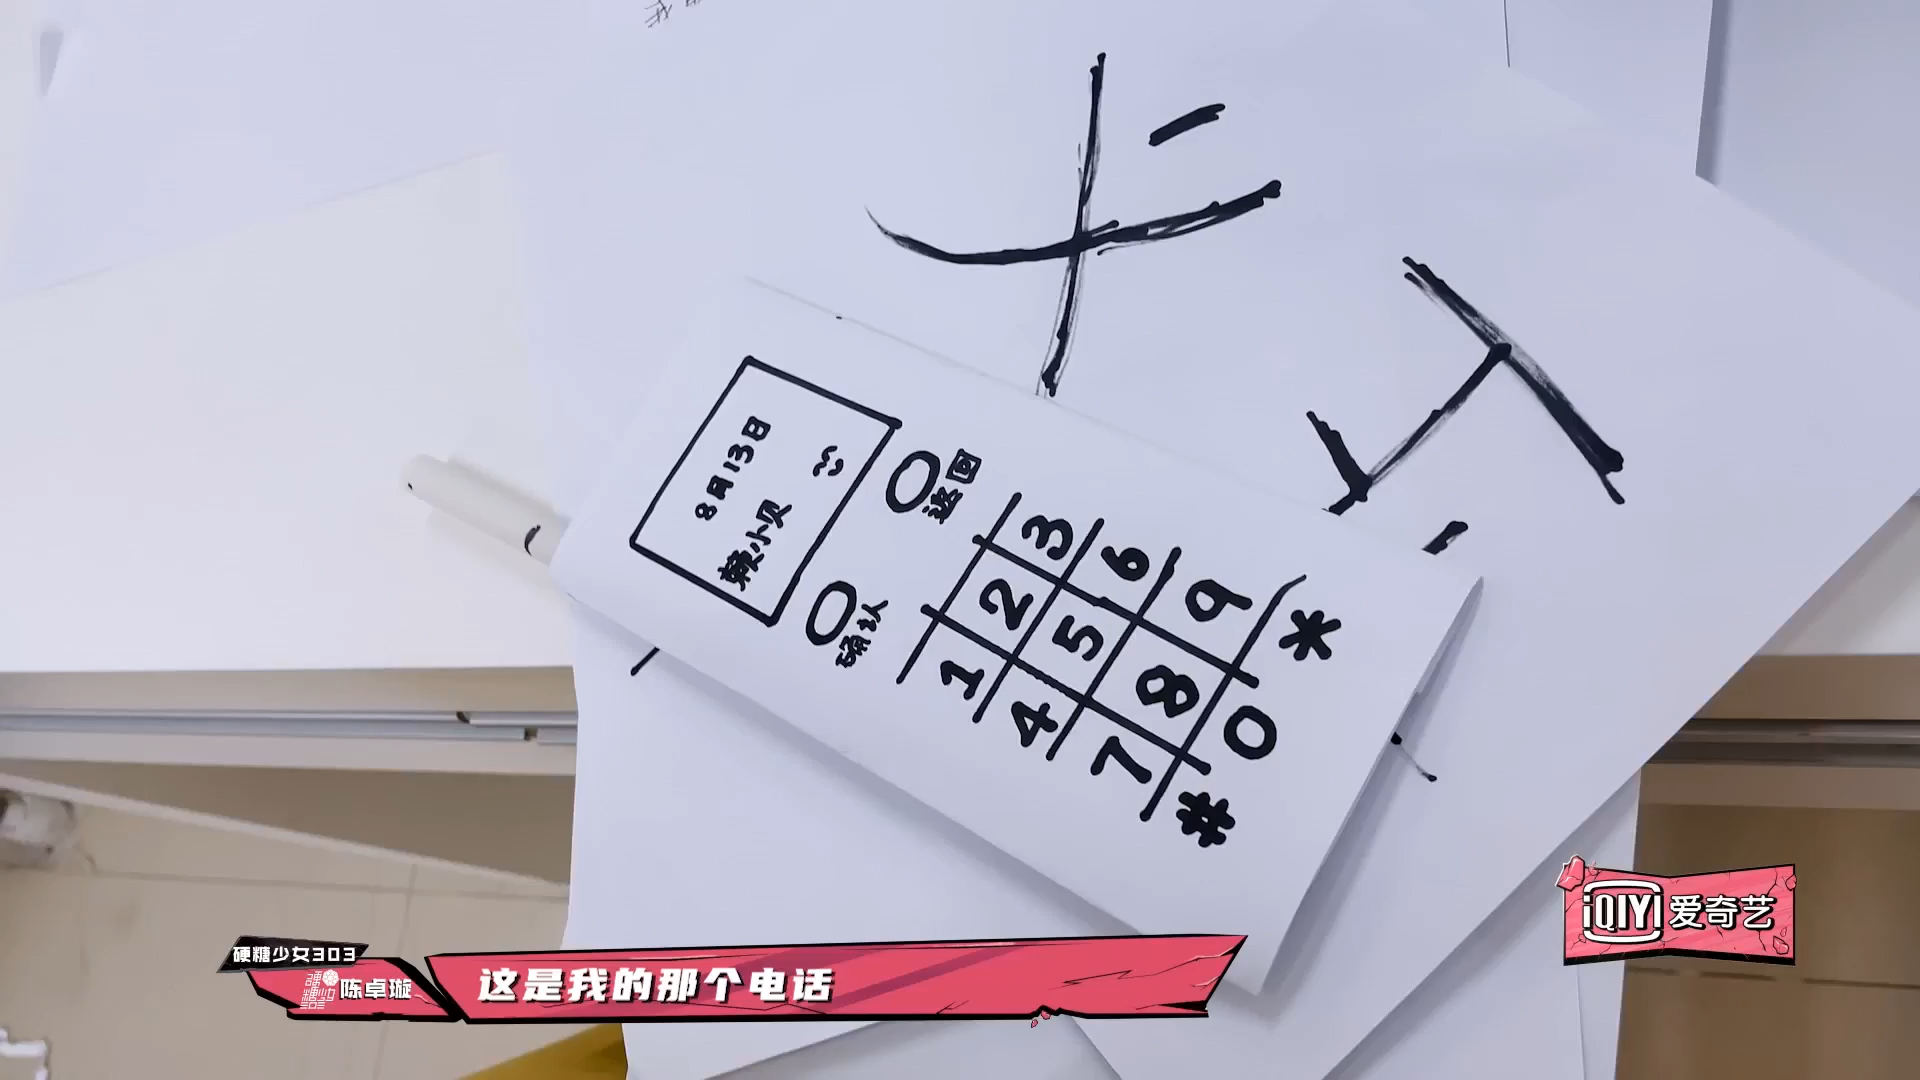 8月13日
赖小贝
确认
返回
1 2 3
4 5 6
7 8 9
# 0 *
硬糖少女303
陈卓璇
这是我的那个电话
iQIYI 爱奇艺